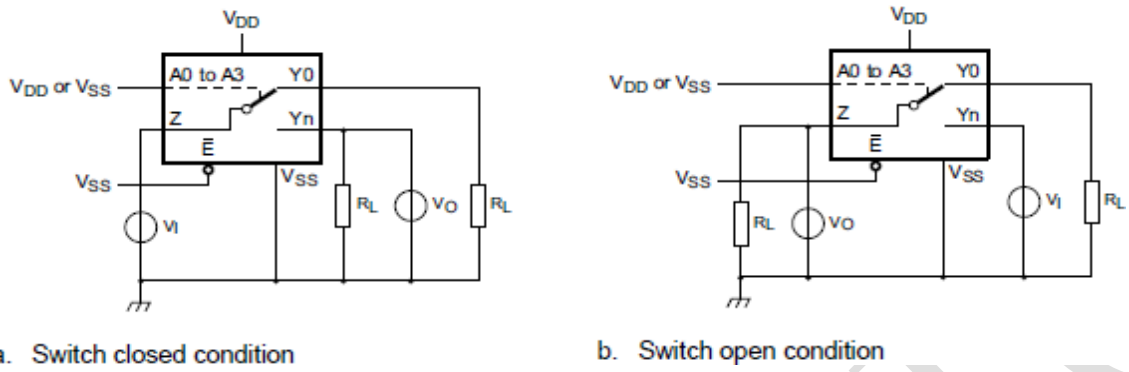 VDD
VDD or VSS
A0 to A3
Y0
Z
Yn
E̅
VSS
VSS
VI
RL
VO
RL
a. Switch closed condition
VDD
VDD or VSS
A0 to A3
Y0
Z
Yn
E̅
VSS
VSS
RL
VO
VI
RL
b. Switch open condition